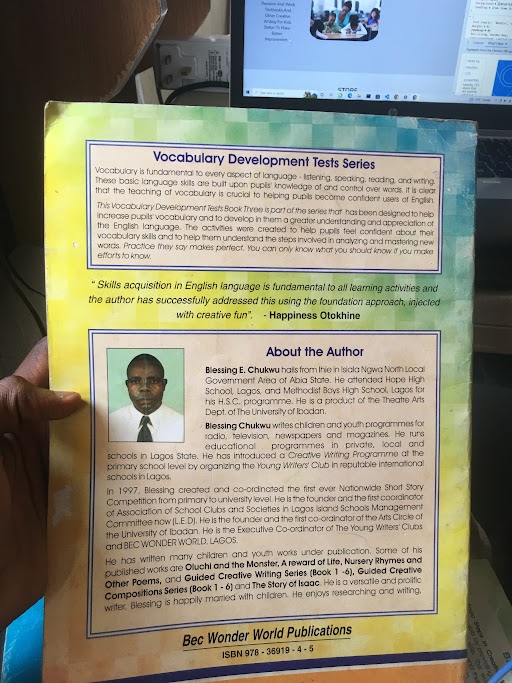 Textbooks And
Other Creative
Writing For Kids
STORE
Vocabulary Development Tests Series
Vocabulary is fundamental to every aspect of language - listening, speaking, reading, and writing.
These basic language skills are built upon pupils' knowledge of and control over words. It is clear
that the teaching of vocabulary is crucial to helping pupils become confident users of English.
This Vocabulary Development Tests Book Three is part of the series that has been designed to help
increase pupils vocabulary and to develop in them a greater understanding and appreciation of
the English language. The activities were created to help pupils feel confident about their
vocabulary skills and to help them understand the steps involved in analyzing and mastering new
words. Practice they say makes perfect. You can only know what you should know if you make
efforts to know.
" Skills acquisition in English language is fundamental to all learning activities and
the author has successfully addressed this using the foundation approach, injected
with creative fun". - Happiness Otokhine
About the Author
Blessing E. Chukwu hails from Ihie in Isiala Ngwa North Local
Government Area of Abia State. He attended Hope High
School, Lagos, and Methodist Boys High School, Lagos for
his H.S.C. programme. He is a product of the Theatre Arts
Dept. of The University of Ibadan.
Blessing Chukwu writes children and youth programmes for
radio, television, newspapers and magazines. He runs
educational programmes in private, local and
schools in Lagos State. He has introduced a Creative Writing Programme at the
primary school level by organizing the Young Writers' Club in reputable international
schools in Lagos.
In 1997, Blessing created and co-ordinated the first ever Nationwide Short Story
Competition from primary to university level. He is the founder and the first coordinator
of Association of School Clubs and Societies in Lagos Island Schools Management
Committee now (L.E.D). He is the founder and the first co-ordinator of the Arts Circle of
the University of Ibadan. He is the Executive Co-ordinator of The Young Writers' Clubs
and BEC WONDER WORLD, LAGOS.
He has written many children and youth works under publication. Some of his
published works are Oluchi and the Monster, A reward of Life, Nursery Rhymes and
Other Poems, and Guided Creative Writing Series (Book 1 -6), Guided Creative
Compositions Series (Book 1 - 6) and The Story of Isaac. He is a versatile and prolific
writer. Blessing is happily married with children. He enjoys researching and writing.
Bec Wonder World Publications
ISBN 978 - 36919 - 4 - 5